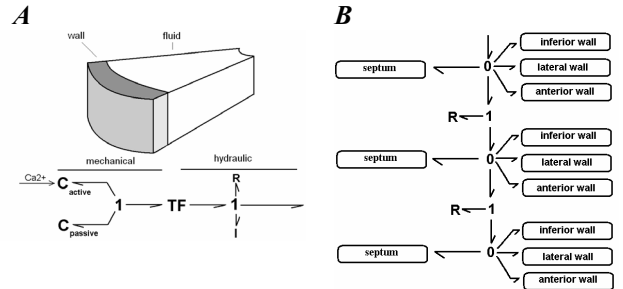 A
wall
fluid
mechanical
hydraulic
Ca2+
C active
R
1
TF
1
C passive
I
B
inferior wall
septum
0
lateral wall
anterior wall
R
1
inferior wall
septum
0
lateral wall
anterior wall
R
1
inferior wall
septum
0
lateral wall
anterior wall